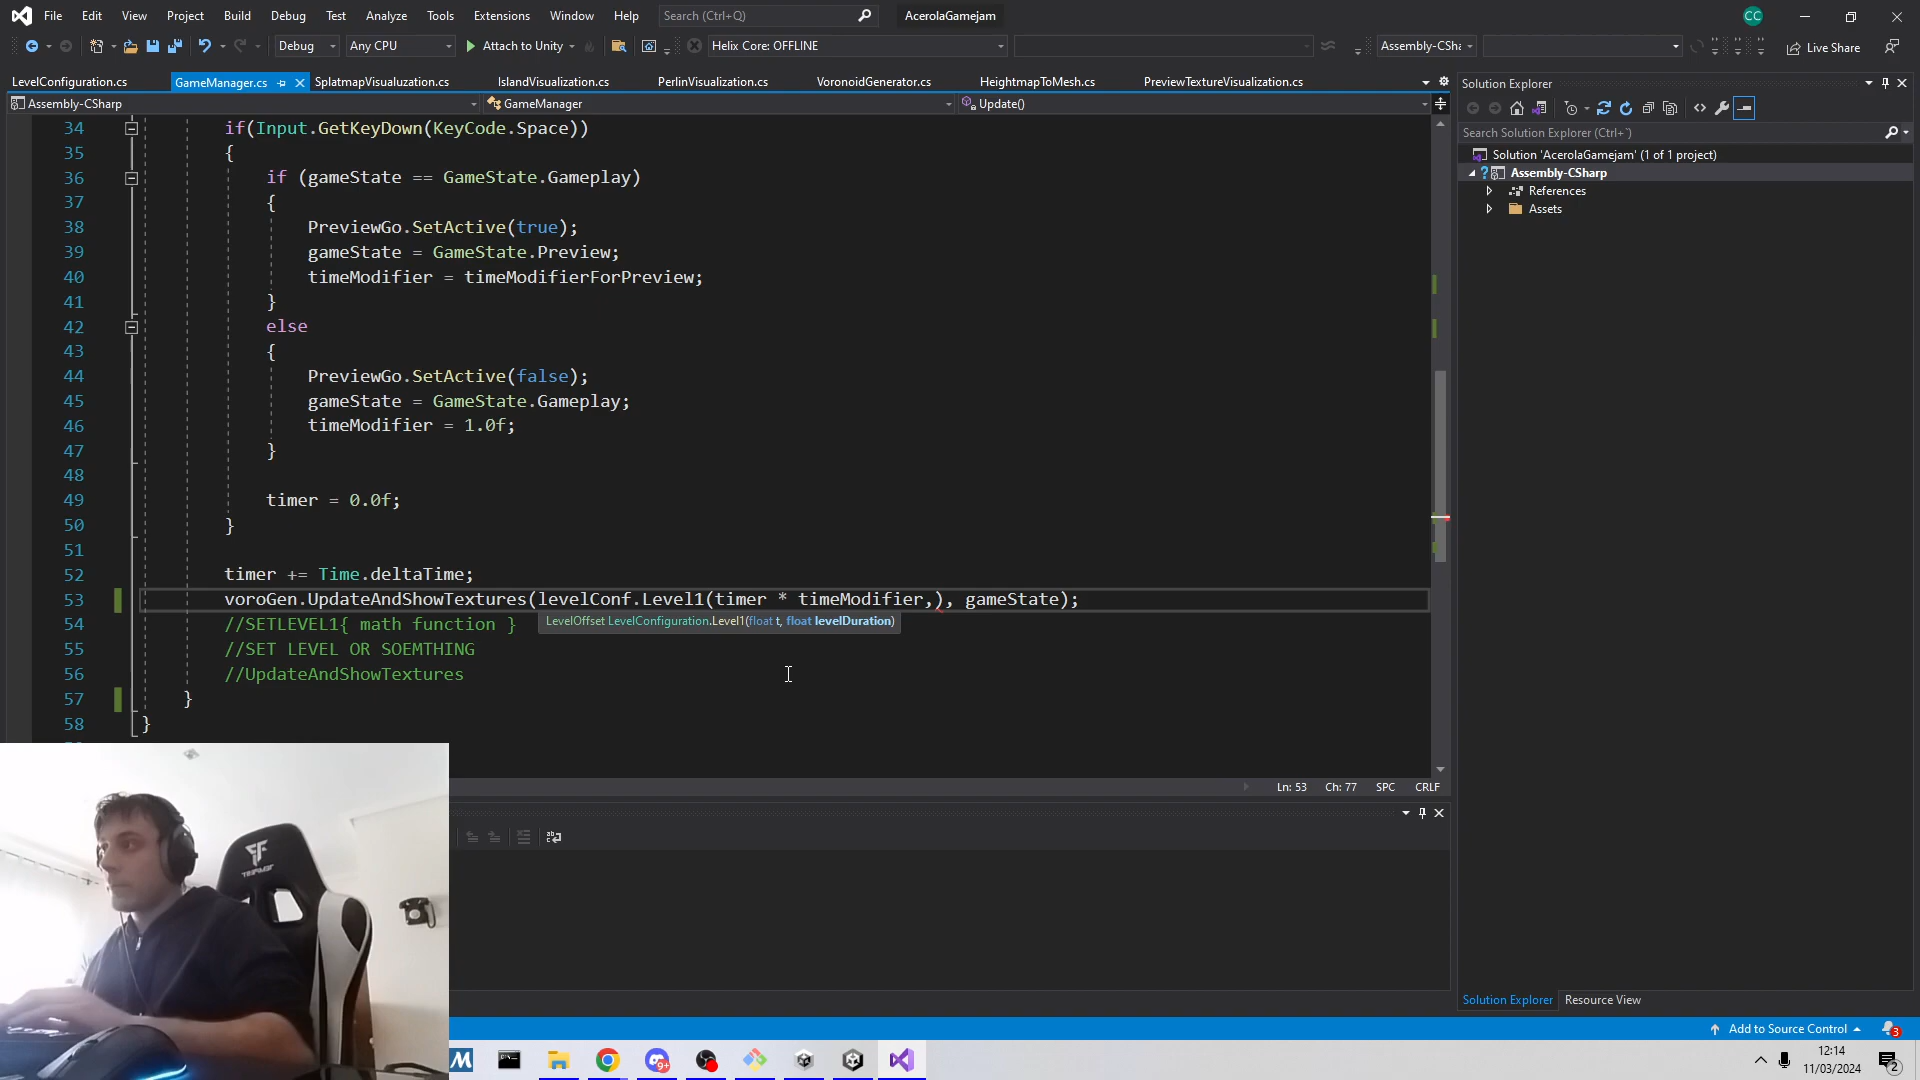 File Edit View Project Build Debug Test Analyze Tools Extensions Window Help Search (Ctrl+Q) AcerolaGamejam CC
Debug Any CPU Attach to Unity Helix Core: OFFLINE Assembly-CSha Live Share
LevelConfiguration.cs GameManager.cs SplatmapVisualuzation.cs IslandVisualization.cs PerlinVisualization.cs VoronoidGenerator.cs HeightmapToMesh.cs PreviewTextureVisualization.cs
Assembly-CSharp GameManager Update()
34 if(Input.GetKeyDown(KeyCode.Space))
35 {
36 if (gameState == GameState.Gameplay)
37 {
38 PreviewGo.SetActive(true);
39 gameState = GameState.Preview;
40 timeModifier = timeModifierForPreview;
41 }
42 else
43 {
44 PreviewGo.SetActive(false);
45 gameState = GameState.Gameplay;
46 timeModifier = 1.0f;
47 }
48
49 timer = 0.0f;
50 }
51
52 timer += Time.deltaTime;
53 voroGen.UpdateAndShowTextures(levelConf.Level1(timer * timeModifier,), gameState);
54 //SETLEVEL1{ math function }
LevelOffset LevelConfiguration.Level1(float t, float levelDuration)
55 //SET LEVEL OR SOEMTHING
56 //UpdateAndShowTextures
57 }
58 }
Ln: 53 Ch: 77 SPC CRLF
Solution Explorer
Search Solution Explorer (Ctrl+¨)
Solution 'AcerolaGamejam' (1 of 1 project)
Assembly-CSharp
References
Assets
Solution Explorer Resource View
Add to Source Control 3
12:14
11/03/2024 2